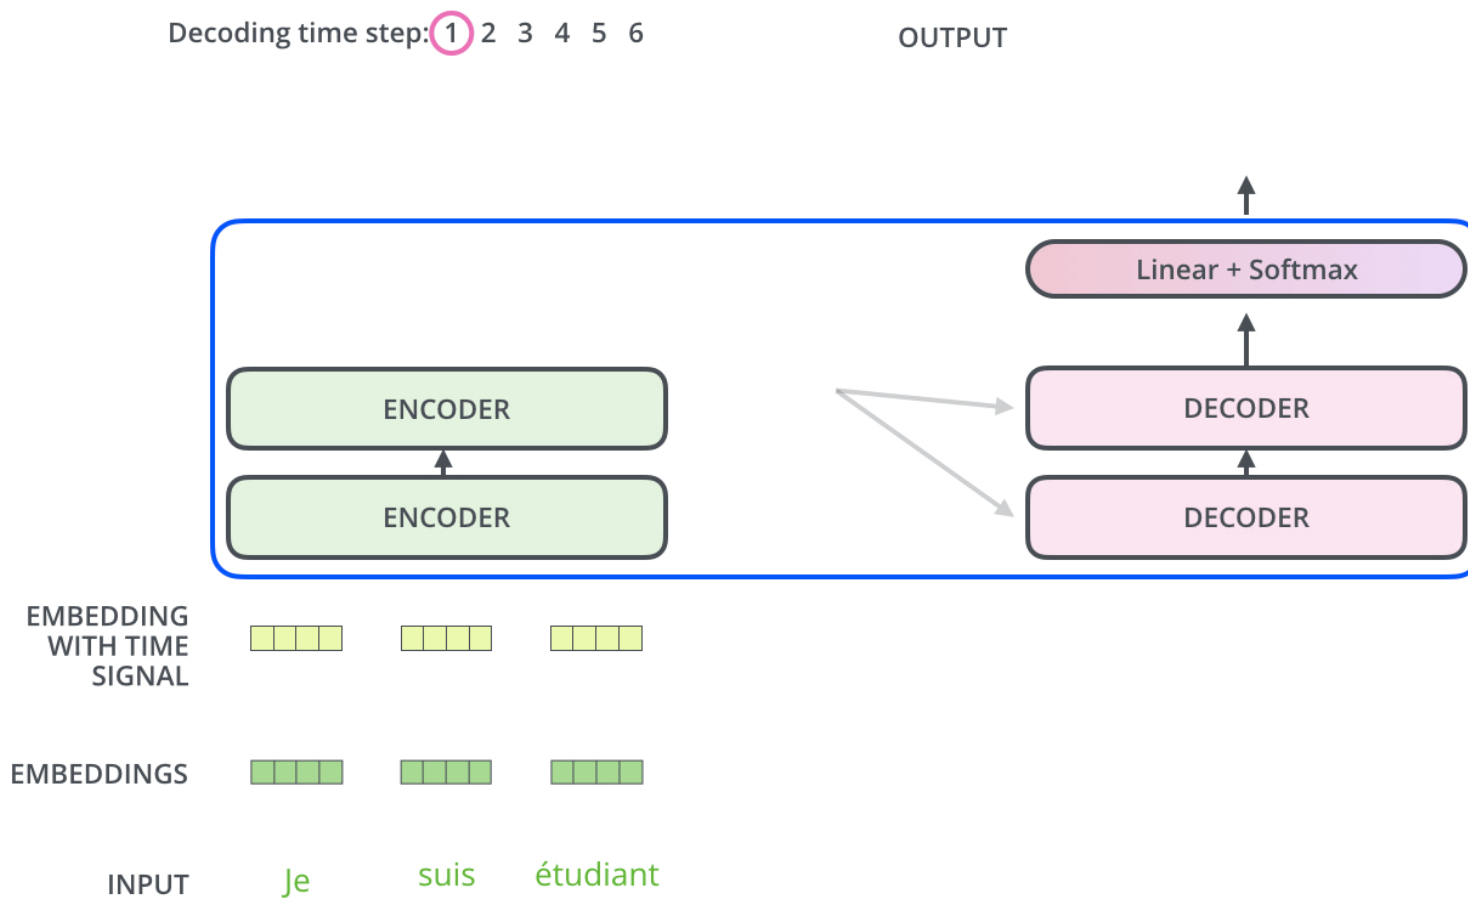 Decoding time step: 1 2 3 4 5 6
OUTPUT
Linear + Softmax
ENCODER
DECODER
ENCODER
DECODER
EMBEDDING
WITH TIME
SIGNAL
EMBEDDINGS
INPUT
Je suis étudiant